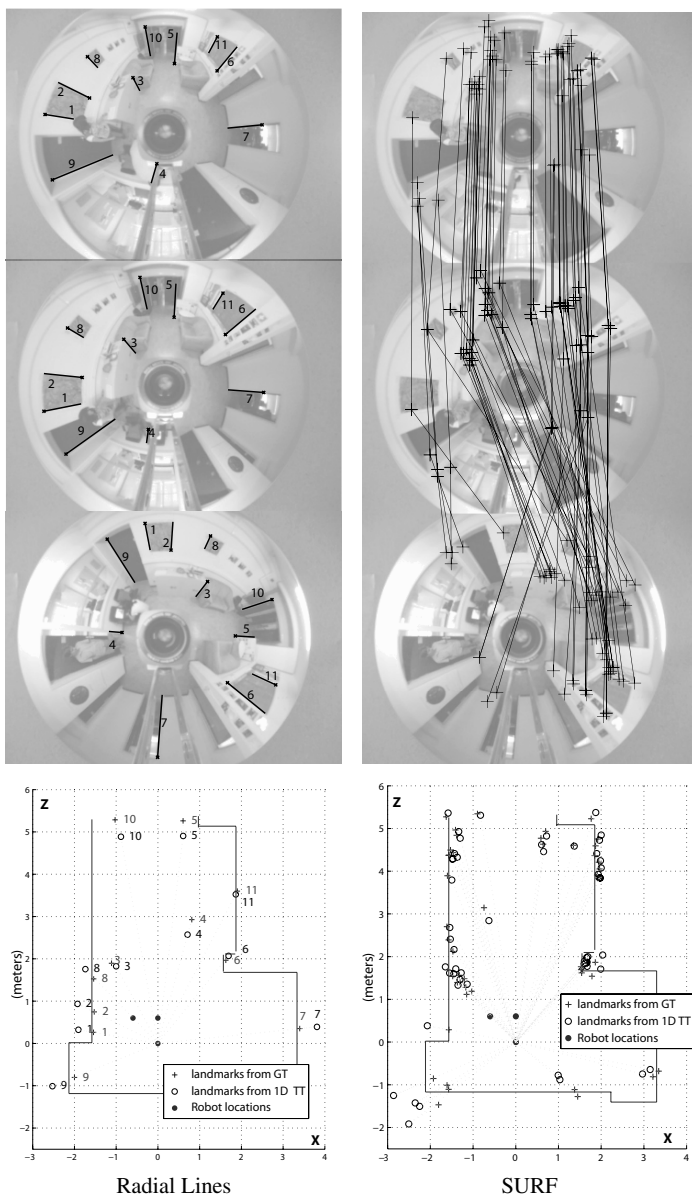 10 5 11
8 6
3
2
1
7
9 4
10 5 11
6
8 3
2
1 7
9 4
1
2 8
9
3 10
4 5
11
6
7
6 Z
10 5
5 10 5
4 11
11
3 4
4
(meters)
2 6
8 3 3 6
8
1 2 2 7
1 1 7
0
−1 9 9
−2 X
landmarks from GT
landmarks from 1D TT
Robot locations
−3 −2 −1 0 1 2 3 4
6 Z
5
4
3
(meters)
2
1
0
−1
−2 X
landmarks from GT
landmarks from 1D TT
Robot locations
−3 −2 −1 0 1 2 3 4
Radial Lines SURF